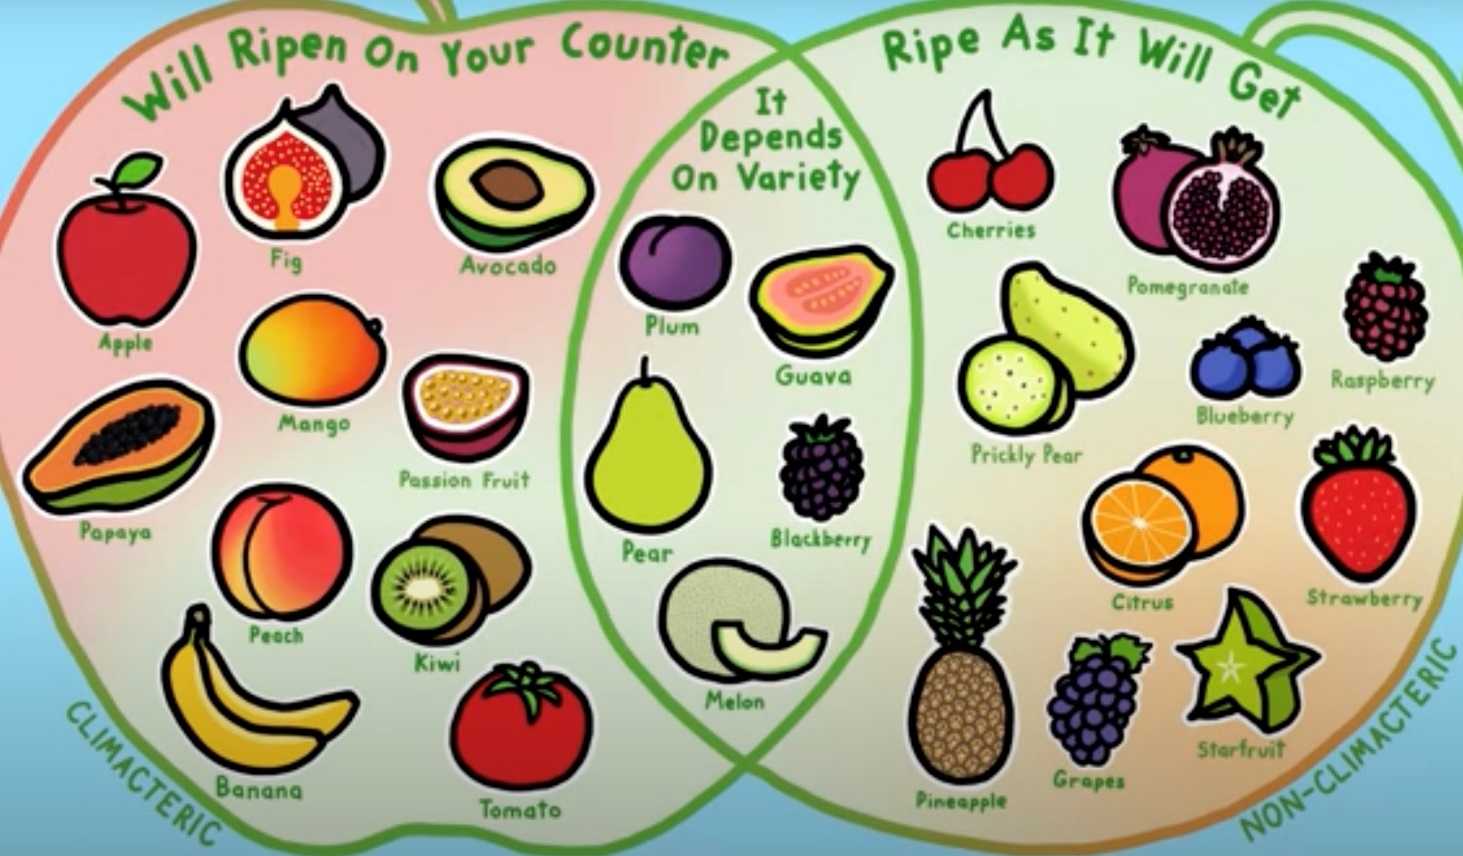 Will Ripen On Your Counter
Ripe As It Will Get
It
Depends
On Variety
Apple
Fig
Avocado
Mango
Papaya
Passion Fruit
Peach
Kiwi
Banana
Tomato
Plum
Guava
Pear
Blackberry
Melon
Cherries
Pomegranate
Raspberry
Prickly Pear
Blueberry
Citrus
Strawberry
Pineapple
Grapes
Starfruit
CLIMACTERIC
NON-CLIMACTERIC